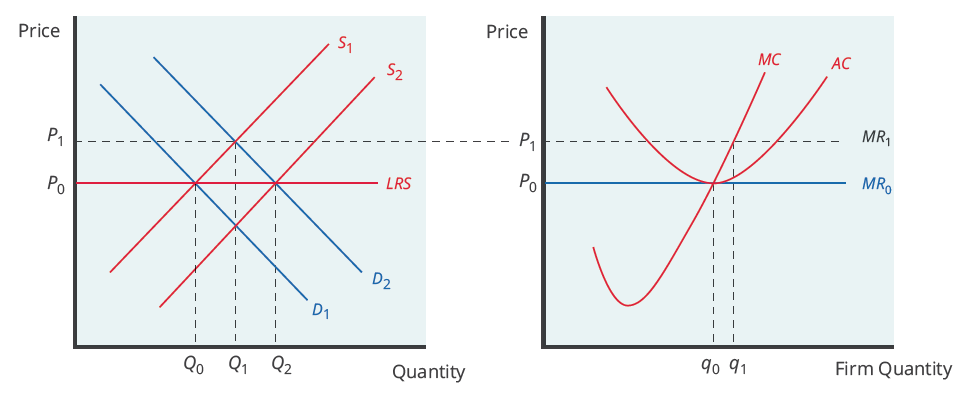 Price
S1
S2
P1
P0
LRS
D2
D1
Q0 Q1 Q2
Quantity
Price
MC
AC
P1
MR1
P0
MR0
q0 q1
Firm Quantity